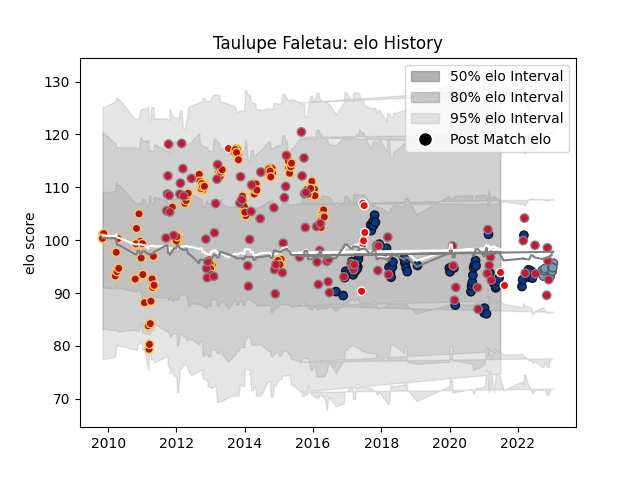 Taulupe Faletau: elo History
50% elo Interval
80% elo Interval
95% elo Interval
Post Match elo
elo score
130
120
110
100
90
80
70
2010
2012
2014
2016
2018
2020
2022